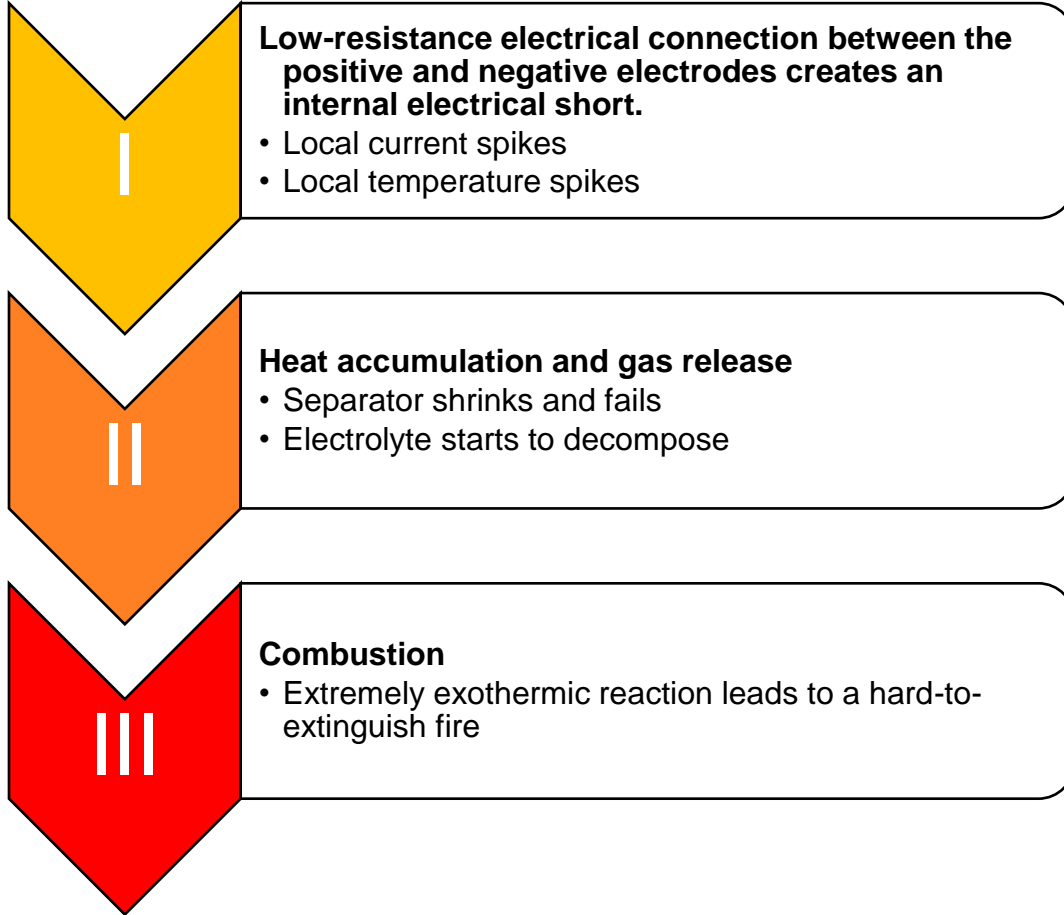 I
Low-resistance electrical connection between the
positive and negative electrodes creates an
internal electrical short.
• Local current spikes
• Local temperature spikes
II
Heat accumulation and gas release
• Separator shrinks and fails
• Electrolyte starts to decompose
III
Combustion
• Extremely exothermic reaction leads to a hard-to-
extinguish fire